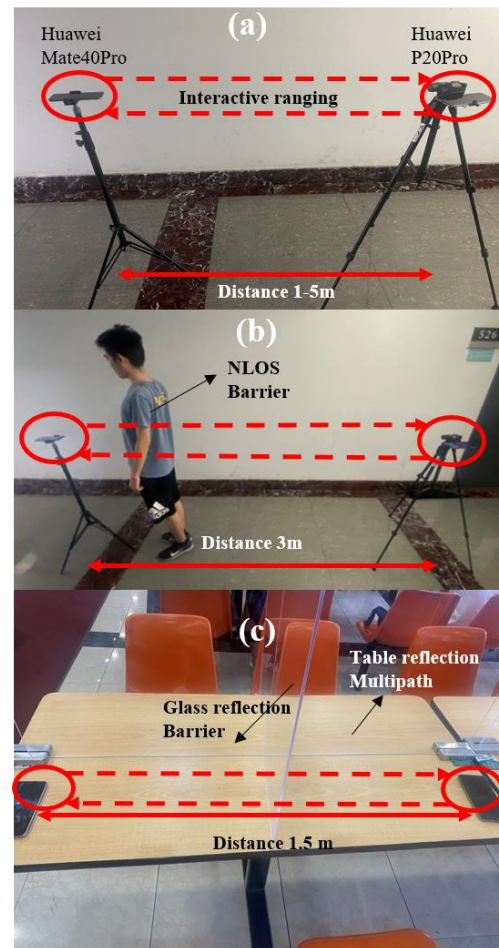 (a)
Huawei
Mate40Pro
Huawei
P20Pro
Interactive ranging
Distance 1-5m
(b)
526
NLOS
Barrier
Distance 3m
(c)
Table reflection
Multipath
Glass reflection
Barrier
Distance 1.5 m